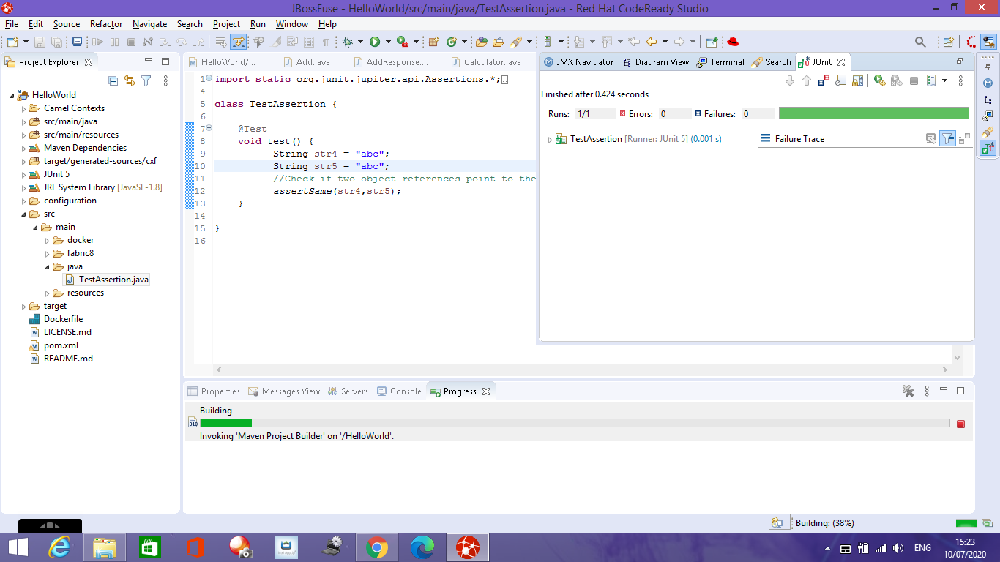 JBossFuse - HelloWorld/src/main/java/TestAssertion.java - Red Hat CodeReady Studio
File Edit Source Refactor Navigate Search Project Run Window Help
Project Explorer
HelloWorld
Camel Contexts
src/main/java
src/main/resources
Maven Dependencies
target/generated-sources/cxf
JUnit 5
JRE System Library [JavaSE-1.8]
configuration
src
main
docker
fabric8
java
TestAssertion.java
resources
target
Dockerfile
LICENSE.md
pom.xml
README.md
HelloWorld/... Add.java AddResponse.... Calculator.java
1 import static org.junit.jupiter.api.Assertions.*;
4
5 class TestAssertion {
6
7 @Test
8 void test() {
9 String str4 = "abc";
10 String str5 = "abc";
11 //Check if two object references point to the
12 assertSame(str4,str5);
13 }
14
15 }
16
JMX Navigator Diagram View Terminal Search JUnit
Finished after 0.424 seconds
Runs: 1/1 Errors: 0 Failures: 0
TestAssertion [Runner: JUnit 5] (0.001 s)
Failure Trace
Properties Messages View Servers Console Progress
Building
010
Invoking 'Maven Project Builder' on '/HelloWorld'.
Building: (38%)
ENG
15:23
10/07/2020